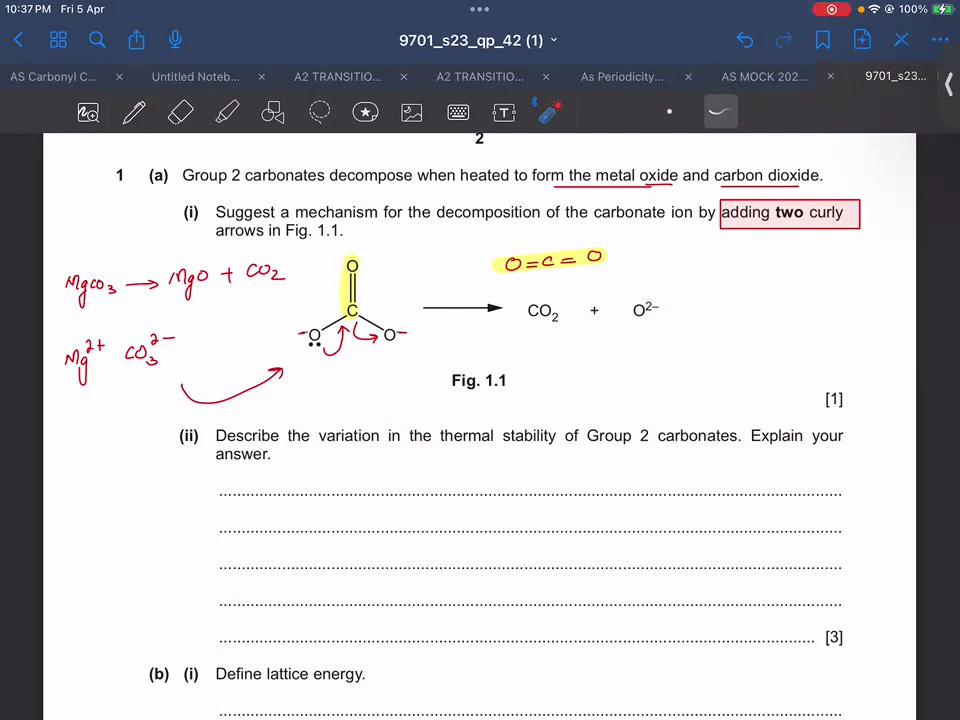 10:37 PM Fri 5 Apr
100%
9701_s23_qp_42 (1)
AS Carbonyl C...
Untitled Noteb...
A2 TRANSITIO...
A2 TRANSITIO...
As Periodicity...
AS MOCK 202...
9701_s23...
2
1 (a) Group 2 carbonates decompose when heated to form the metal oxide and carbon dioxide.
(i) Suggest a mechanism for the decomposition of the carbonate ion by adding two curly
arrows in Fig. 1.1.
O=C=O
MgCO₃ → MgO + CO₂
O
C
–O O–
CO₂ + O²⁻
Mg²⁺ CO₃²⁻
Fig. 1.1
[1]
(ii) Describe the variation in the thermal stability of Group 2 carbonates. Explain your
answer.
[3]
(b) (i) Define lattice energy.